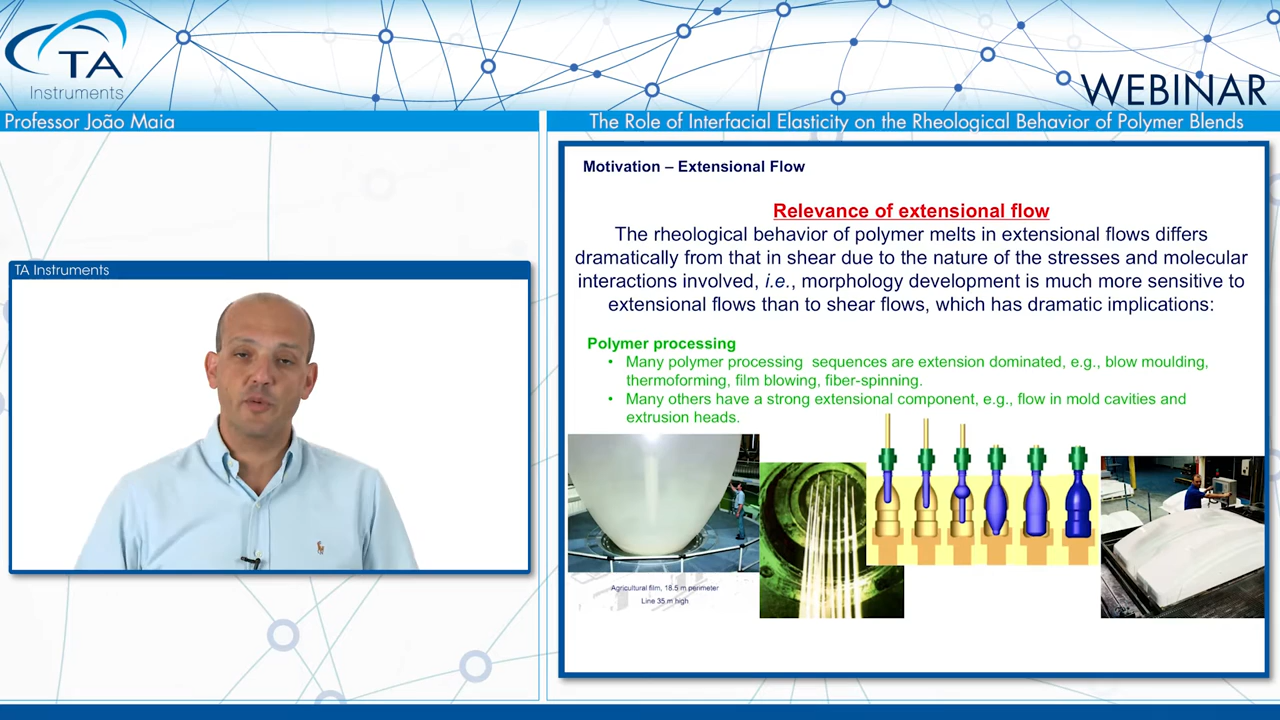 TA
Instruments
WEBINAR
Professor João Maia
The Role of Interfacial Elasticity on the Rheological Behavior of Polymer Blends
TA Instruments
Motivation – Extensional Flow
Relevance of extensional flow
The rheological behavior of polymer melts in extensional flows differs
dramatically from that in shear due to the nature of the stresses and molecular
interactions involved, i.e., morphology development is much more sensitive to
extensional flows than to shear flows, which has dramatic implications:
Polymer processing
• Many polymer processing sequences are extension dominated, e.g., blow moulding,
thermoforming, film blowing, fiber-spinning.
• Many others have a strong extensional component, e.g., flow in mold cavities and
extrusion heads.
Agricultural film, 18.5 m perimeter
Line 35 m high